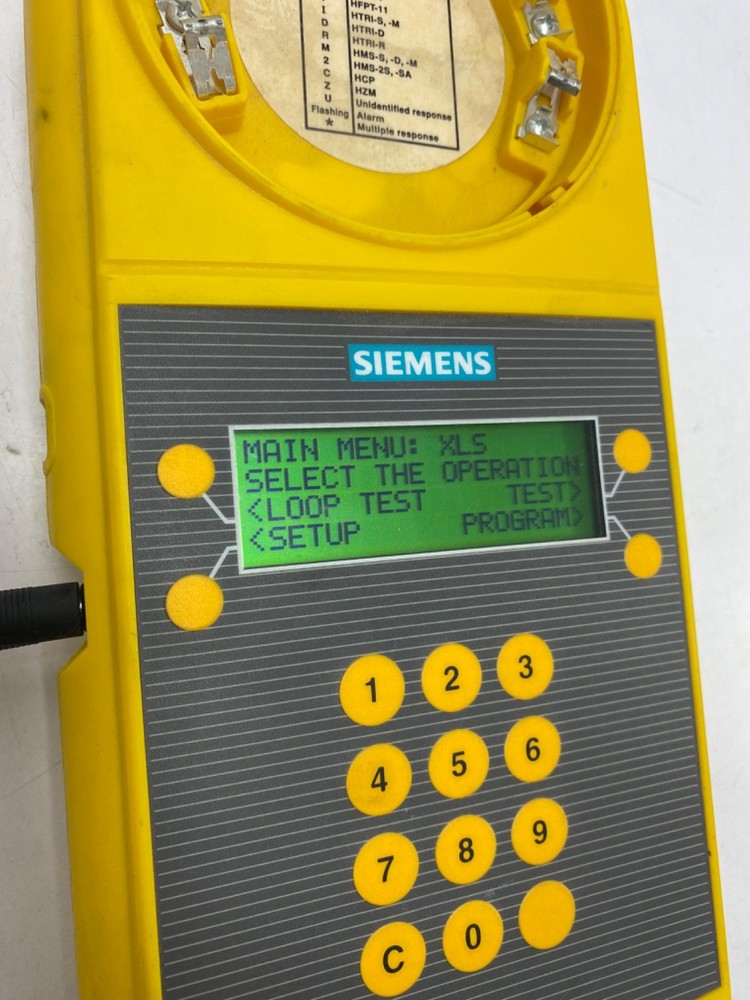 I HFPT-11
D HTRI-S, -M
R HTRI-D
M HTRI-R
2 HMS-S, -D, -M
C HMS-2S, -SA
Z HCP
U HZM
Flashing Unidentified response
* Alarm
Multiple response
SIEMENS
MAIN MENU: XLS
SELECT THE OPERATION
<LOOP TEST TEST>
<SETUP PROGRAM>
1 2 3
4 5 6
7 8 9
C 0